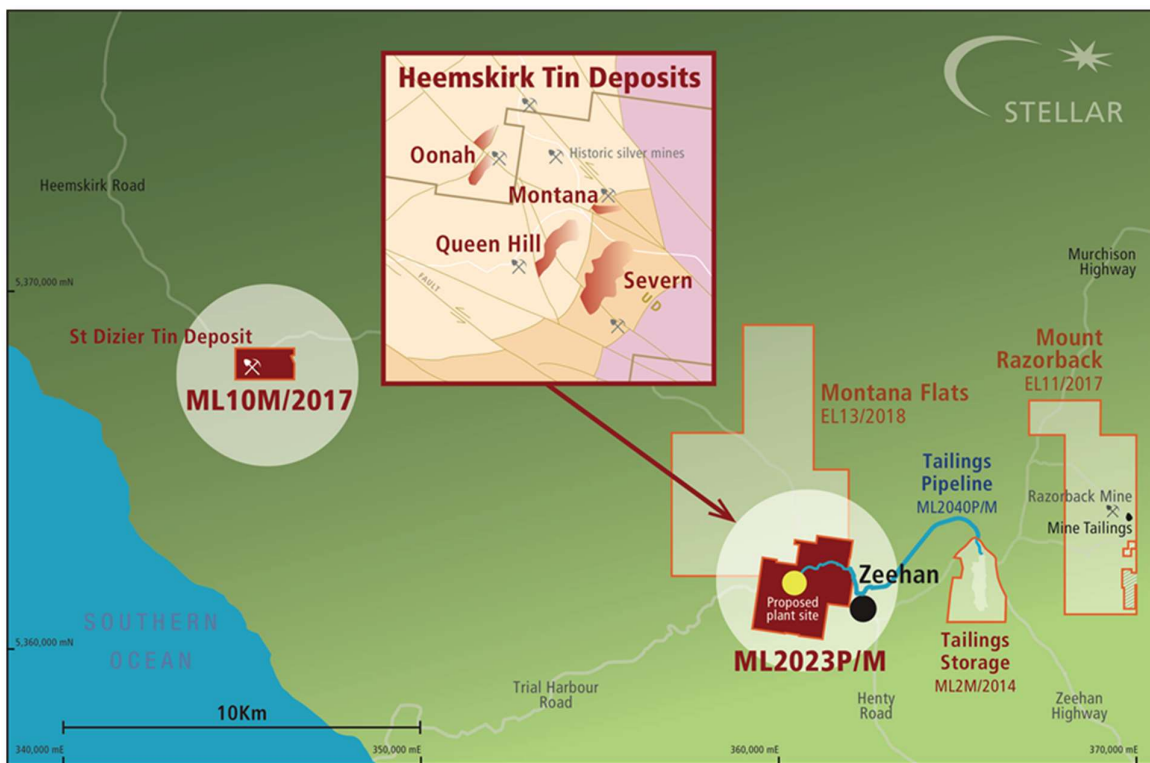 STELLAR
Heemskirk Tin Deposits
Oonah
Historic silver mines
Montana
Queen Hill
Severn
FAULT
U D
Heemskirk Road
5,370,000 mN
St Dizier Tin Deposit
ML10M/2017
Murchison
Highway
Mount
Razorback
EL11/2017
Montana Flats
EL13/2018
Tailings
Pipeline
ML2040P/M
Razorback Mine
Mine Tailings
Zeehan
Proposed
plant site
ML2023P/M
SOUTHERN
OCEAN
5,360,000 mN
Tailings
Storage
ML2M/2014
Trial Harbour
Road
Henty
Road
Zeehan
Highway
10Km
340,000 mE
350,000 mE
360,000 mE
370,000 mE